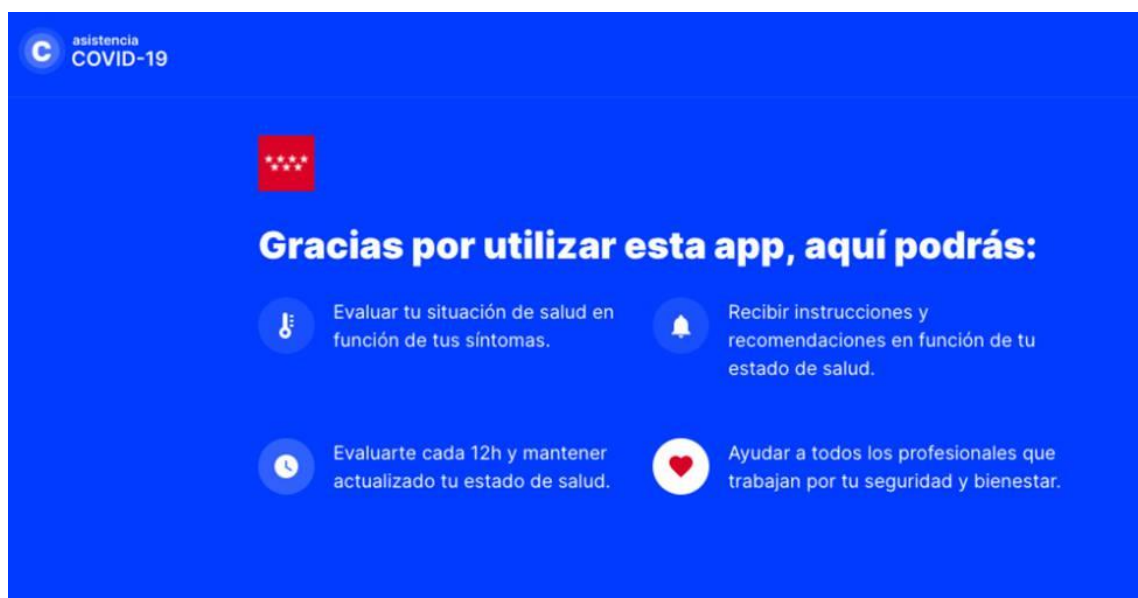 C
asistencia
COVID-19
Gracias por utilizar esta app, aquí podrás:
Evaluar tu situación de salud en
función de tus síntomas.
Recibir instrucciones y
recomendaciones en función de tu
estado de salud.
Evaluarte cada 12h y mantener
actualizado tu estado de salud.
Ayudar a todos los profesionales que
trabajan por tu seguridad y bienestar.